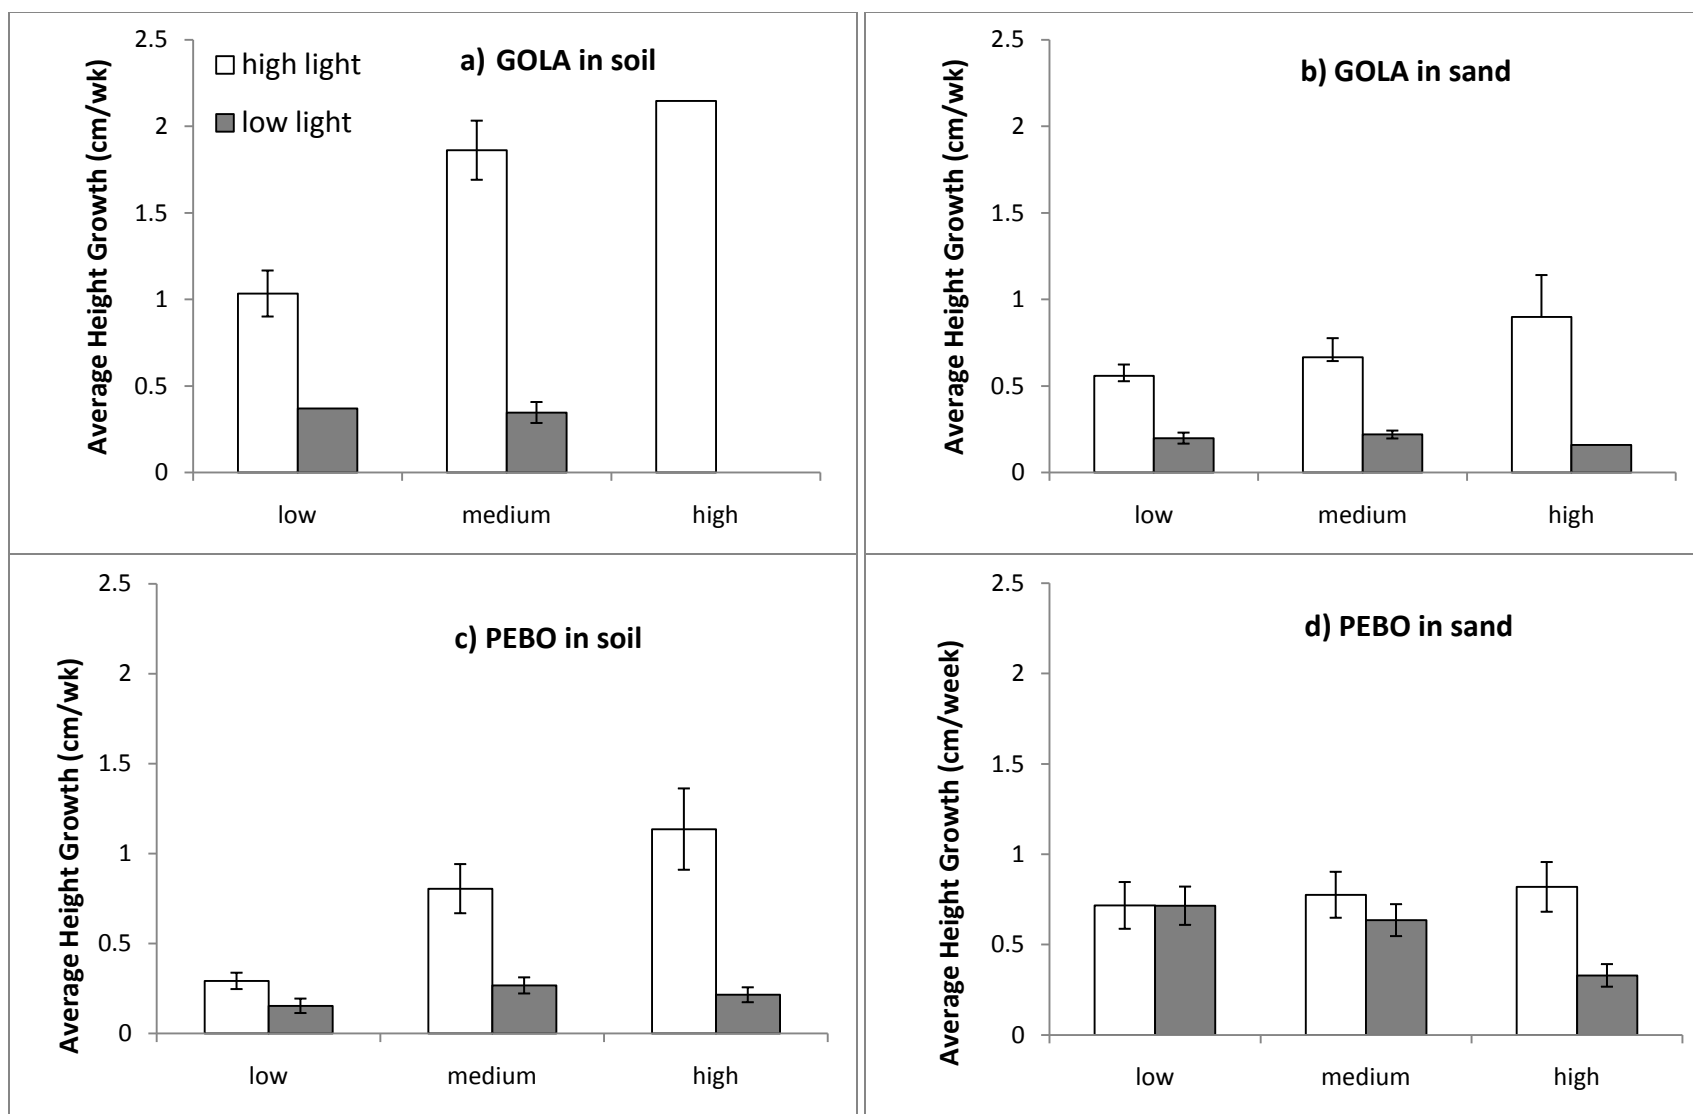 a) GOLA in soil
high light
low light
Average Height Growth (cm/wk)
2.5
2
1.5
1
0.5
0
low medium high
b) GOLA in sand
Average Height Growth (cm/wk)
2.5
2
1.5
1
0.5
0
low medium high
c) PEBO in soil
Average Height Growth (cm/wk)
2.5
2
1.5
1
0.5
0
low medium high
d) PEBO in sand
Average Height Growth (cm/week)
2.5
2
1.5
1
0.5
0
low medium high